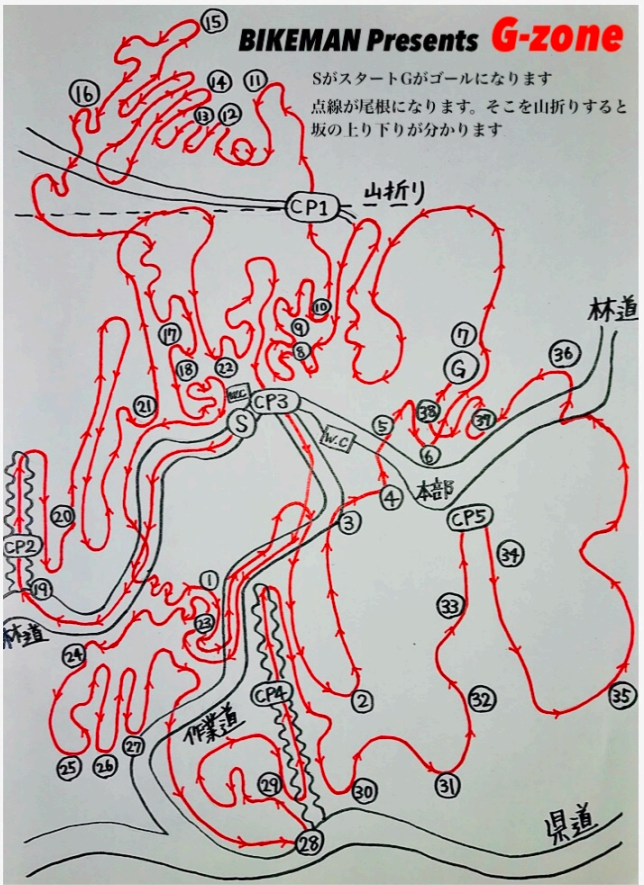 BIKEMAN Presents G-zone
SがスタートGがゴールになります
点線が尾根になります。そこを山折りすると
坂の上り下りが分かります
⑮
⑯
⑭
⑪
⑬
⑫
CP1
山折り
林道
⑩
⑨
⑧
⑰
⑱
㉒
⑦
G
㊱
W.C
CP3
S
㉑
W.C
⑤
㊳
㊲
⑥
本部
④
③
CP5
⑳
CP2
⑲
林道
㉞
①
㉝
㉓
㉔
CP4
②
㉜
㉟
作業道
㉕
㉖
㉗
㉙
㉚
㉛
㉘
県道